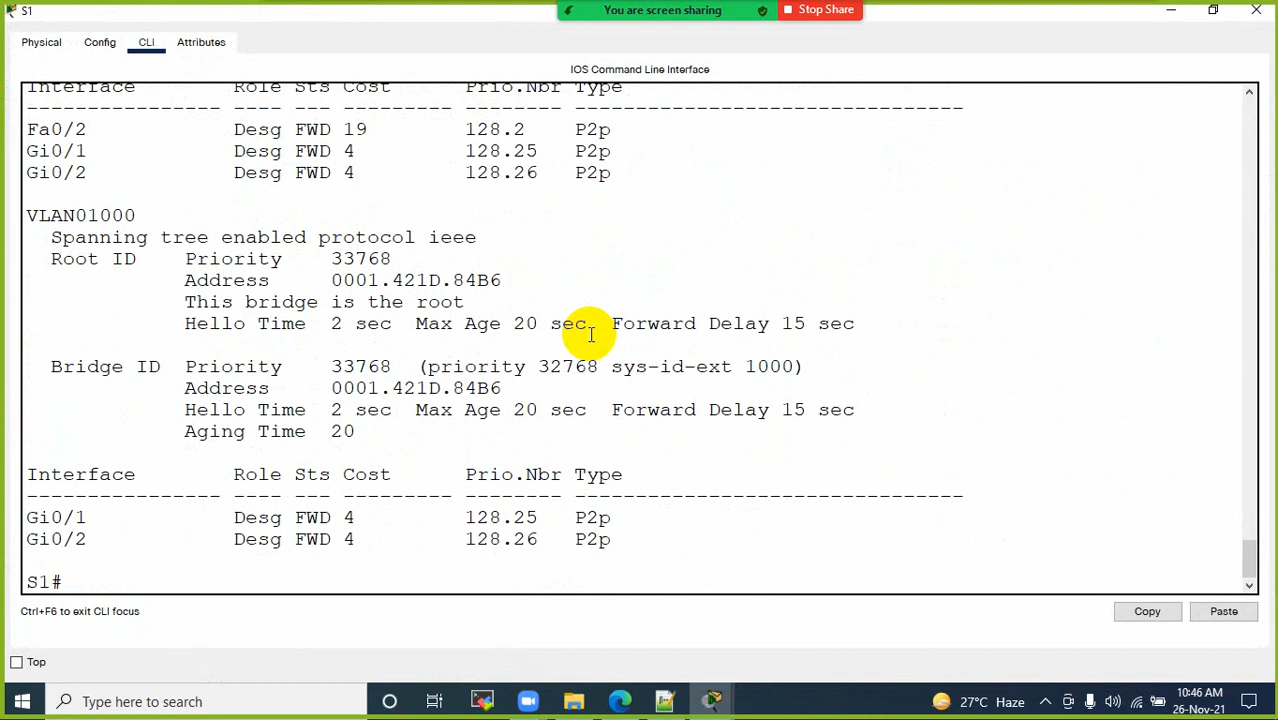 S1
You are screen sharing
Stop Share
Physical Config CLI Attributes
IOS Command Line Interface
Interface Role Sts Cost Prio.Nbr Type
---------------- ---- --- --------- -------- --------------------------------
Fa0/2 Desg FWD 19 128.2 P2p
Gi0/1 Desg FWD 4 128.25 P2p
Gi0/2 Desg FWD 4 128.26 P2p
VLAN01000
Spanning tree enabled protocol ieee
Root ID Priority 33768
Address 0001.421D.84B6
This bridge is the root
Hello Time 2 sec Max Age 20 sec Forward Delay 15 sec
Bridge ID Priority 33768 (priority 32768 sys-id-ext 1000)
Address 0001.421D.84B6
Hello Time 2 sec Max Age 20 sec Forward Delay 15 sec
Aging Time 20
Interface Role Sts Cost Prio.Nbr Type
---------------- ---- --- --------- -------- --------------------------------
Gi0/1 Desg FWD 4 128.25 P2p
Gi0/2 Desg FWD 4 128.26 P2p
S1#
Ctrl+F6 to exit CLI focus
Copy Paste
Top
Type here to search
27°C Haze
10:46 AM
26-Nov-21